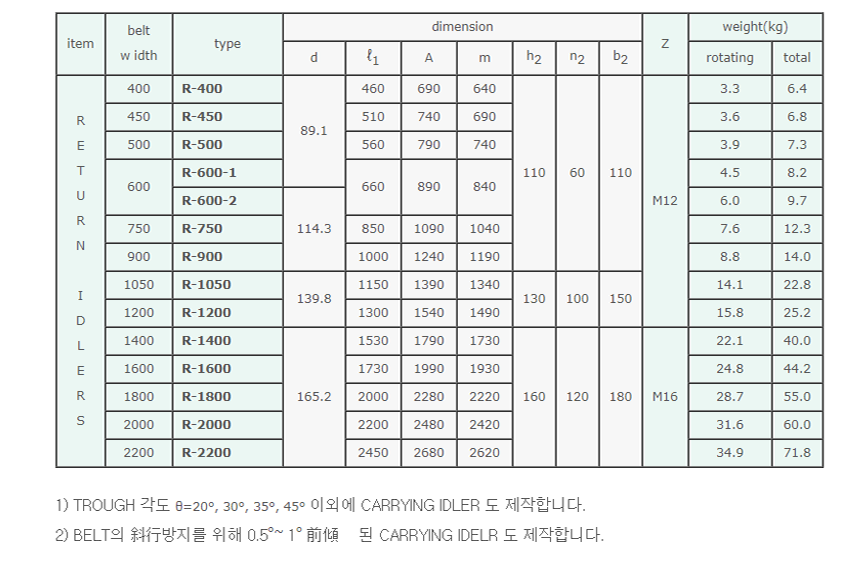 item belt width type dimension Z weight(kg)
d ℓ1 A m h2 n2 b2 rotating total
RETURN IDLERS
400 R-400 89.1 460 690 640 110 60 110 M12 3.3 6.4
450 R-450 510 740 690 3.6 6.8
500 R-500 560 790 740 3.9 7.3
600 R-600-1 660 890 840 4.5 8.2
R-600-2 114.3 6.0 9.7
750 R-750 850 1090 1040 7.6 12.3
900 R-900 1000 1240 1190 8.8 14.0
1050 R-1050 139.8 1150 1390 1340 130 100 150 14.1 22.8
1200 R-1200 1300 1540 1490 15.8 25.2
1400 R-1400 165.2 1530 1790 1730 160 120 180 M16 22.1 40.0
1600 R-1600 1730 1990 1930 24.8 44.2
1800 R-1800 2000 2280 2220 28.7 55.0
2000 R-2000 2200 2480 2420 31.6 60.0
2200 R-2200 2450 2680 2620 34.9 71.8
1) TROUGH 각도 θ=20°, 30°, 35°, 45° 이외에 CARRYING IDLER 도 제작합니다.
2) BELT의 斜行방지를 위해 0.5°~ 1° 前傾 된 CARRYING IDELR 도 제작합니다.